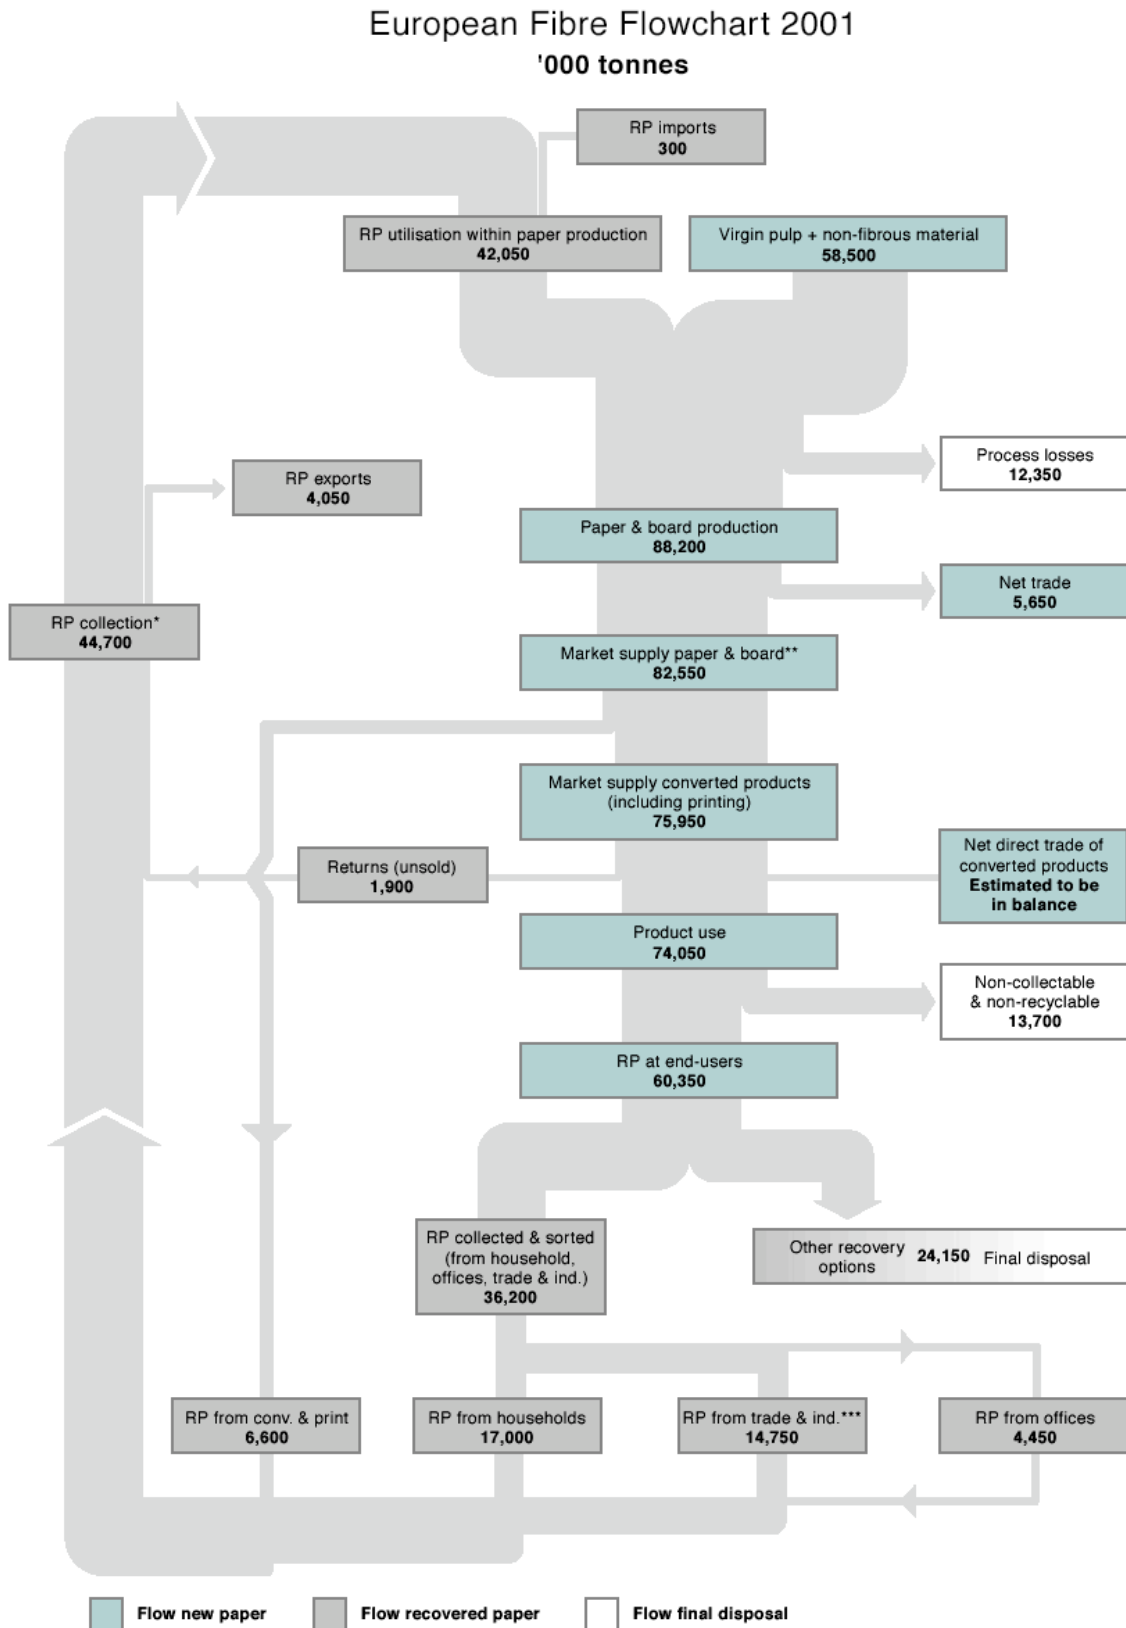 European Fibre Flowchart 2001
'000 tonnes
RP imports
300
RP utilisation within paper production
42,050
Virgin pulp + non-fibrous material
58,500
Process losses
12,350
RP exports
4,050
Paper & board production
88,200
Net trade
5,650
RP collection*
44,700
Market supply paper & board**
82,550
Market supply converted products
(including printing)
75,950
Net direct trade of
converted products
Estimated to be
in balance
Returns (unsold)
1,900
Product use
74,050
Non-collectable
& non-recyclable
13,700
RP at end-users
60,350
RP collected & sorted
(from household,
offices, trade & ind.)
36,200
Other recovery
options
24,150
Final disposal
RP from conv. & print
6,600
RP from households
17,000
RP from trade & ind.***
14,750
RP from offices
4,450
Flow new paper
Flow recovered paper
Flow final disposal